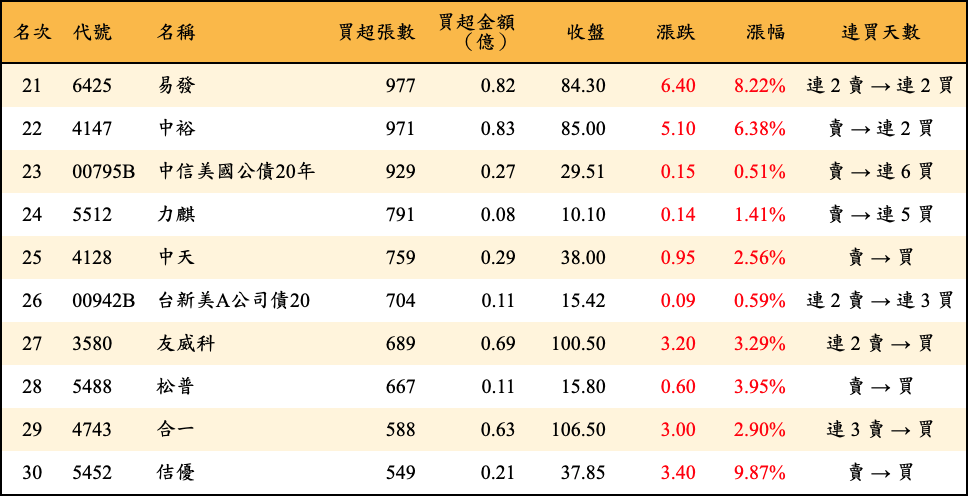 名次 代號 名稱 買超張數 買超金額（億） 收盤 漲跌 漲幅 連買天數
21 6425 易發 977 0.82 84.30 6.40 8.22% 連 2 賣 → 連 2 買
22 4147 中裕 971 0.83 85.00 5.10 6.38% 賣 → 連 2 買
23 00795B 中信美國公債20年 929 0.27 29.51 0.15 0.51% 賣 → 連 6 買
24 5512 力麒 791 0.08 10.10 0.14 1.41% 賣 → 連 5 買
25 4128 中天 759 0.29 38.00 0.95 2.56% 賣 → 買
26 00942B 台新美A公司債20 704 0.11 15.42 0.09 0.59% 連 2 賣 → 連 3 買
27 3580 友威科 689 0.69 100.50 3.20 3.29% 連 2 賣 → 買
28 5488 松普 667 0.11 15.80 0.60 3.95% 賣 → 買
29 4743 合一 588 0.63 106.50 3.00 2.90% 連 3 賣 → 買
30 5452 佶優 549 0.21 37.85 3.40 9.87% 賣 → 買